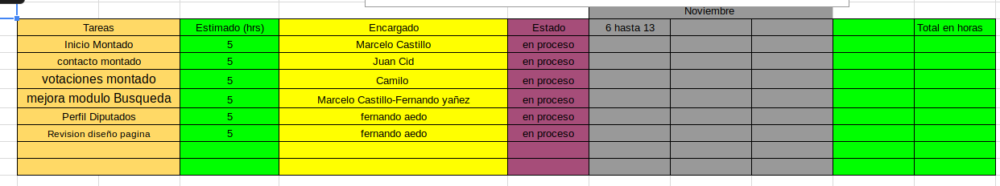 Noviembre
Tareas Estimado (hrs) Encargado Estado 6 hasta 13 Total en horas
Inicio Montado 5 Marcelo Castillo en proceso
contacto montado 5 Juan Cid en proceso
votaciones montado 5 Camilo en proceso
mejora modulo Busqueda 5 Marcelo Castillo-Fernando yañez en proceso
Perfil Diputados 5 fernando aedo en proceso
Revision diseño pagina 5 fernando aedo en proceso